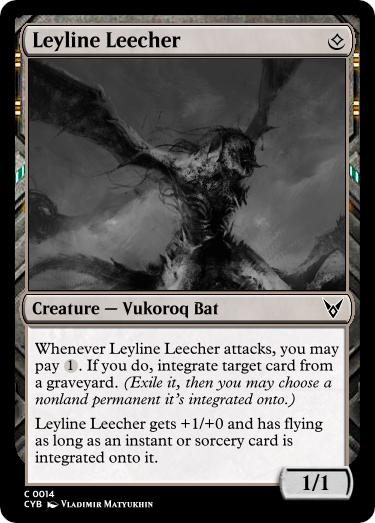 Leyline Leecher
Creature — Vukoroq Bat
Whenever Leyline Leecher attacks, you may
pay 1. If you do, integrate target card from
a graveyard. (Exile it, then you may choose a
nonland permanent it's integrated onto.)
Leyline Leecher gets +1/+0 and has flying
as long as an instant or sorcery card is
integrated onto it.
1/1
C 0014
CYB Vladimir Matyukhin